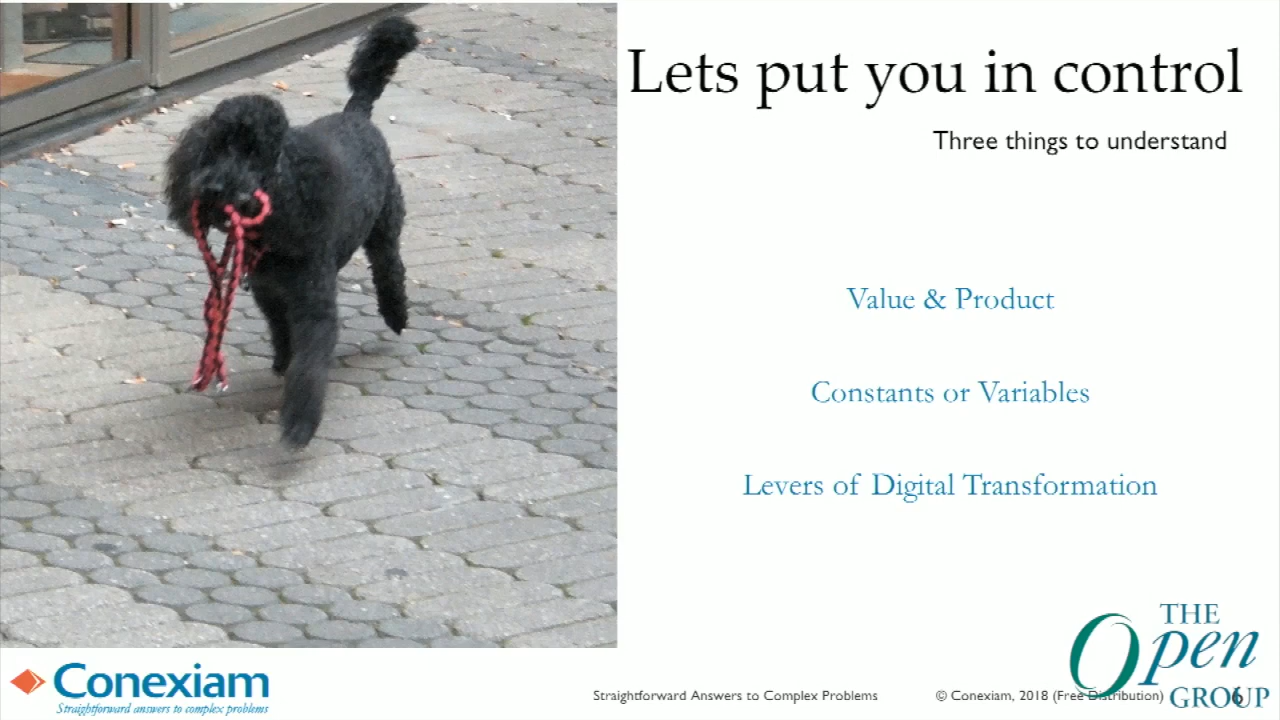 Lets put you in control
Three things to understand
Value & Product
Constants or Variables
Levers of Digital Transformation
Conexiam
Straightforward answers to complex problems
Straightforward Answers to Complex Problems
© Conexiam, 2018 (Free Distribution)
THE
Open
GROUP
6